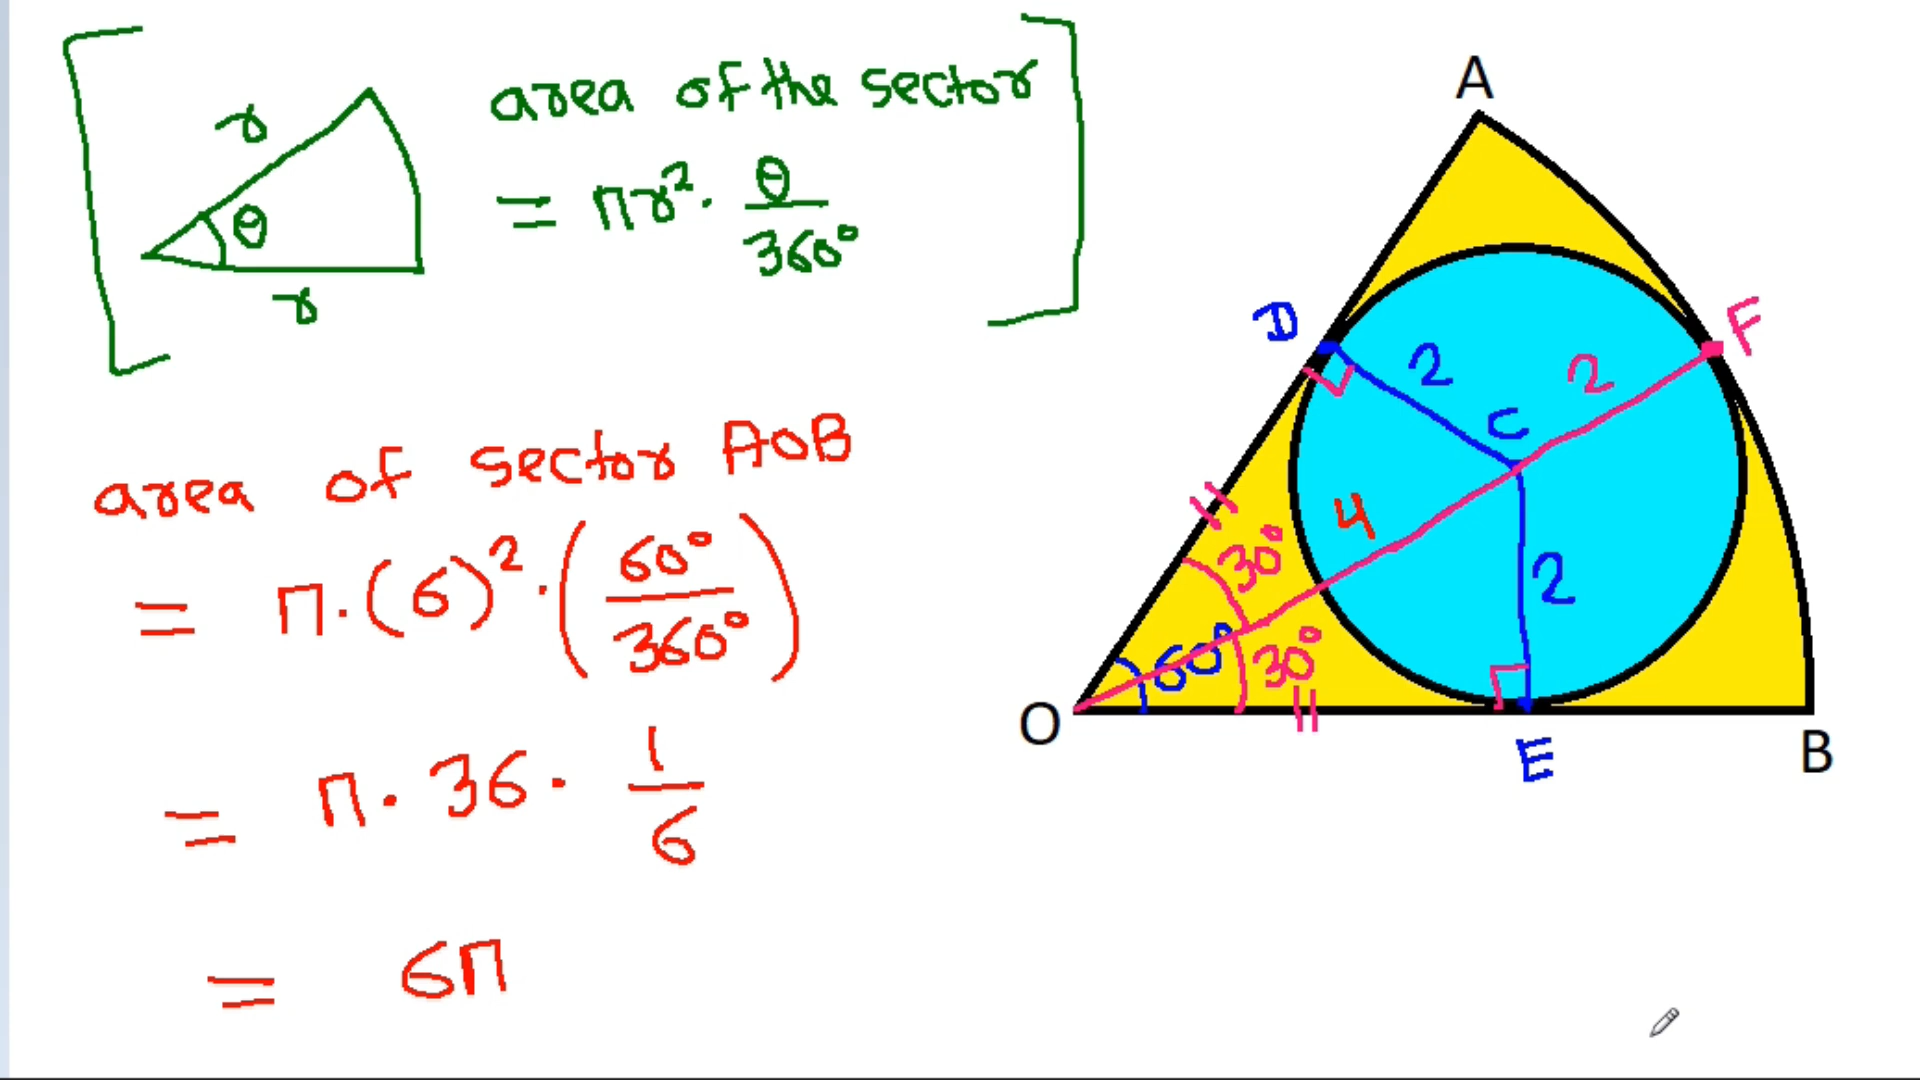 r
θ
r
area of the sector
= πr² · θ/360°
area of sector AOB
= π · (6)² · (60°/360°)
= π · 36 · 1/6
= 6π
A
D
F
2
2
C
4
30°
2
60°
30°
O
E
B